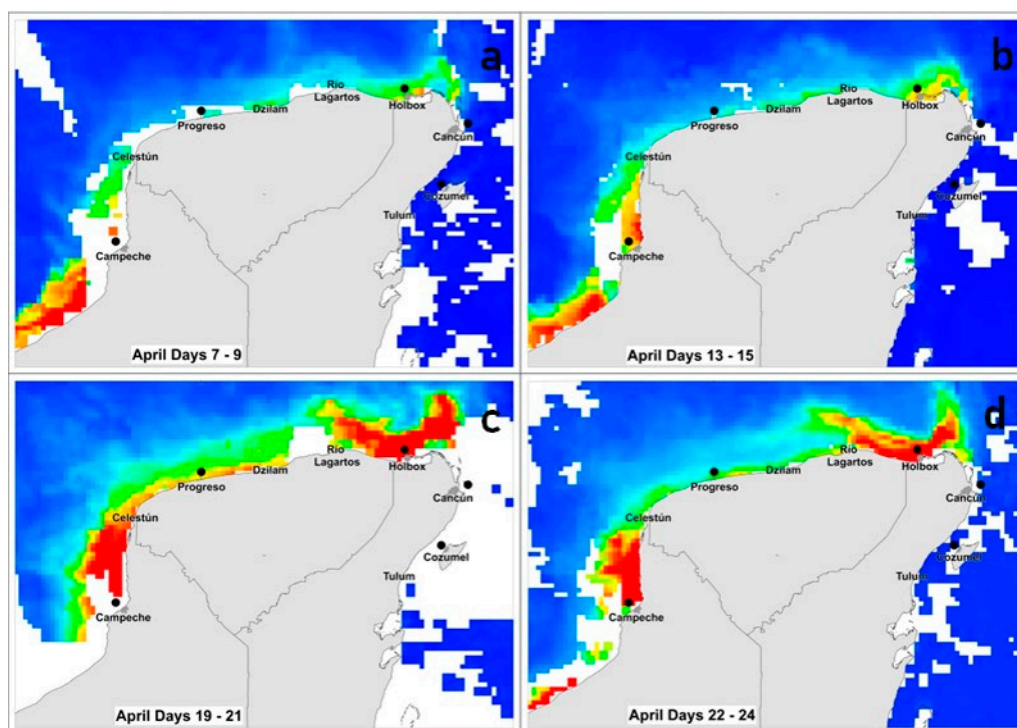 a
Río
Lagartos
Holbox
Dzilam
Progreso
Cancún
Celestún
Cozumel
Tulum
Campeche
April Days 7 - 9
b
Río
Lagartos
Holbox
Dzilam
Progreso
Cancún
Celestún
Cozumel
Tulum
Campeche
April Days 13 - 15
c
Río
Lagartos
Holbox
Dzilam
Progreso
Cancún
Celestún
Cozumel
Tulum
Campeche
April Days 19 - 21
d
Río
Lagartos
Holbox
Dzilam
Progreso
Cancún
Celestún
Cozumel
Tulum
Campeche
April Days 22 - 24